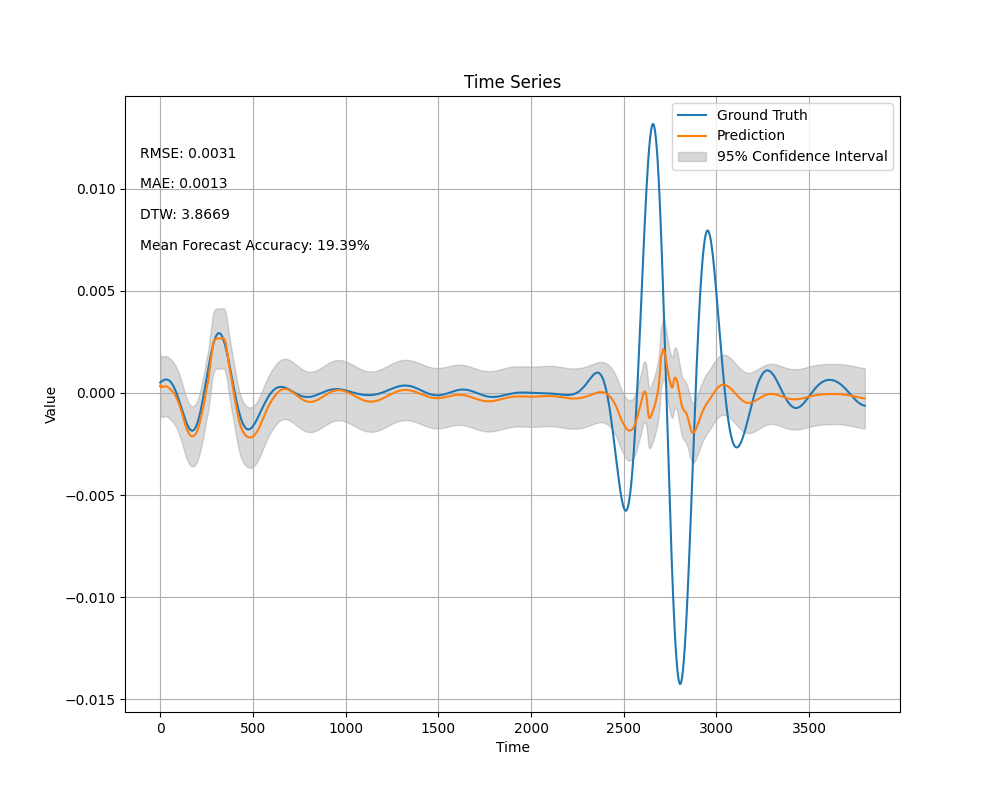 Time Series
Ground Truth
Prediction
95% Confidence Interval
RMSE: 0.0031
MAE: 0.0013
DTW: 3.8669
Mean Forecast Accuracy: 19.39%
Value
0.010
0.005
0.000
−0.005
−0.010
−0.015
0 500 1000 1500 2000 2500 3000 3500
Time